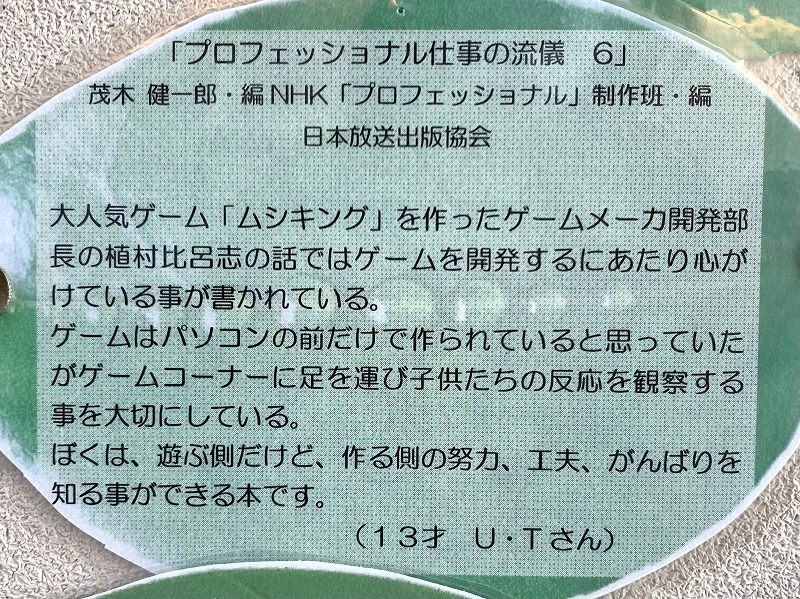 「プロフェッショナル仕事の流儀　６」
茂木 健一郎・編NHK「プロフェッショナル」制作班・編
日本放送出版協会
大人気ゲーム「ムシキング」を作ったゲームメーカ開発部
長の植村比呂志の話ではゲームを開発するにあたり心が
けている事が書かれている。
ゲームはパソコンの前だけで作られていると思っていた
がゲームコーナーに足を運び子供たちの反応を観察する
事を大切にしている。
ぼくは、遊ぶ側だけど、作る側の努力、工夫、がんばりを
知る事ができる本です。
（１３才　Ｕ・Ｔさん）